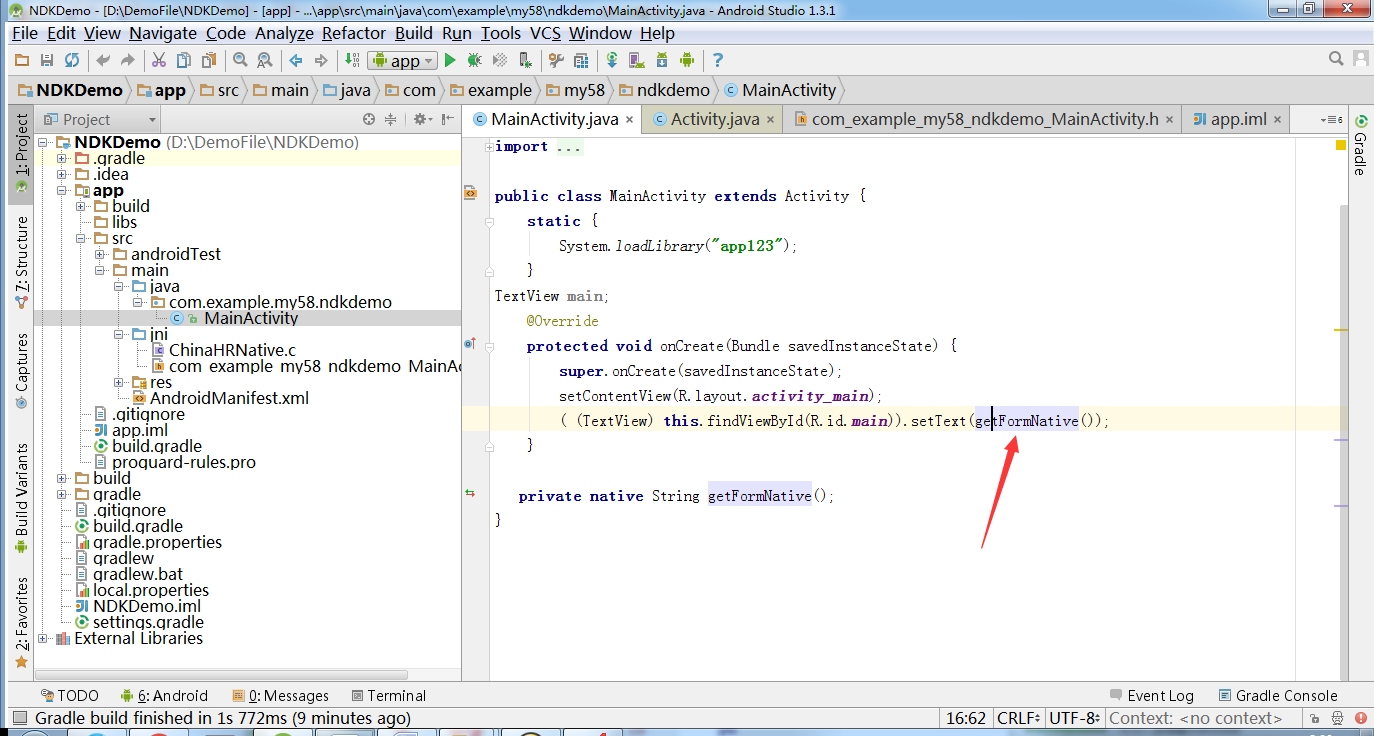 NDKDemo - [D:\DemoFile\NDKDemo] - [app] - ...\app\src\main\java\com\example\my58\ndkdemo\MainActivity.java - Android Studio 1.3.1
File Edit View Navigate Code Analyze Refactor Build Run Tools VCS Window Help
app
NDKDemo app src main java com example my58 ndkdemo MainActivity
Project
MainActivity.java × Activity.java × com_example_my58_ndkdemo_MainActivity.h × app.iml × 6
1: Project
7: Structure
Captures
Build Variants
2: Favorites
NDKDemo (D:\DemoFile\NDKDemo)
.gradle
.idea
app
build
libs
src
androidTest
main
java
com.example.my58.ndkdemo
MainActivity
jni
ChinaHRNative.c
com_example_my58_ndkdemo_MainAc
res
AndroidManifest.xml
.gitignore
app.iml
build.gradle
proguard-rules.pro
build
gradle
.gitignore
build.gradle
gradle.properties
gradlew
gradlew.bat
local.properties
NDKDemo.iml
settings.gradle
External Libraries
import ...
public class MainActivity extends Activity {
static {
System.loadLibrary("app123");
}
TextView main;
@Override
protected void onCreate(Bundle savedInstanceState) {
super.onCreate(savedInstanceState);
setContentView(R.layout.activity_main);
( (TextView) this.findViewById(R.id.main)).setText(getFormNative());
}
private native String getFormNative();
}
Gradle
TODO 6: Android 0: Messages Terminal Event Log Gradle Console
Gradle build finished in 1s 772ms (9 minutes ago) 16:62 CRLF UTF-8 Context: <no context>